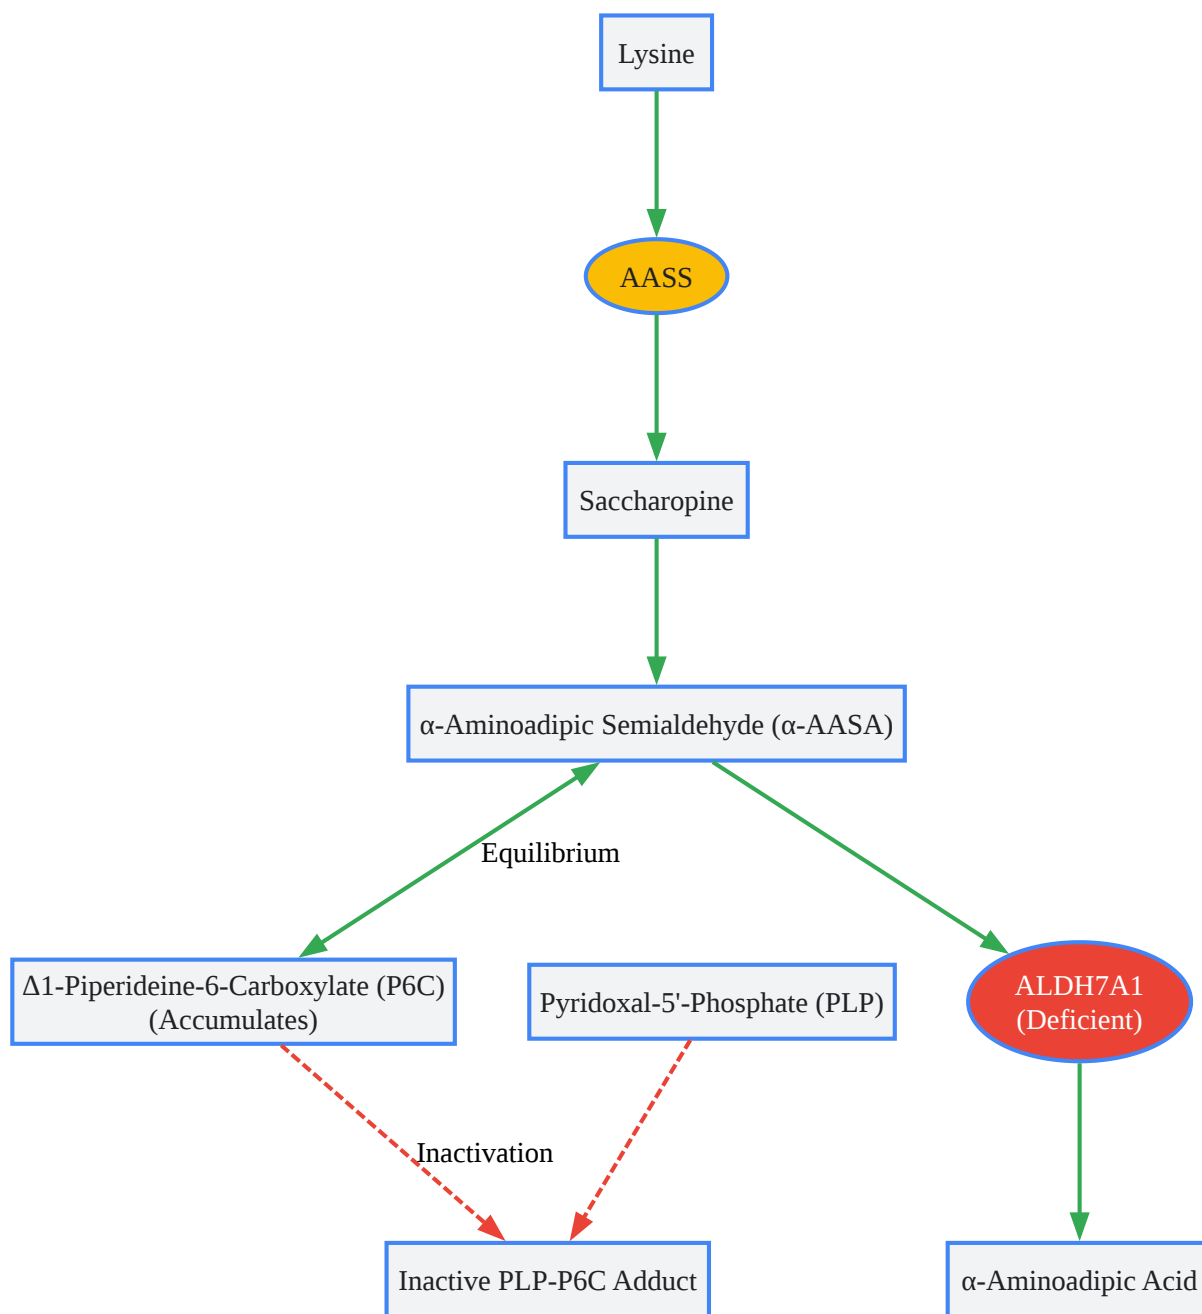 Lysine
AASS
Saccharopine
α-Aminoadipic Semialdehyde (α-AASA)
Equilibrium
Δ1-Piperideine-6-Carboxylate (P6C)
(Accumulates)
Pyridoxal-5'-Phosphate (PLP)
ALDH7A1
(Deficient)
Inactivation
Inactive PLP-P6C Adduct
α-Aminoadipic Acid